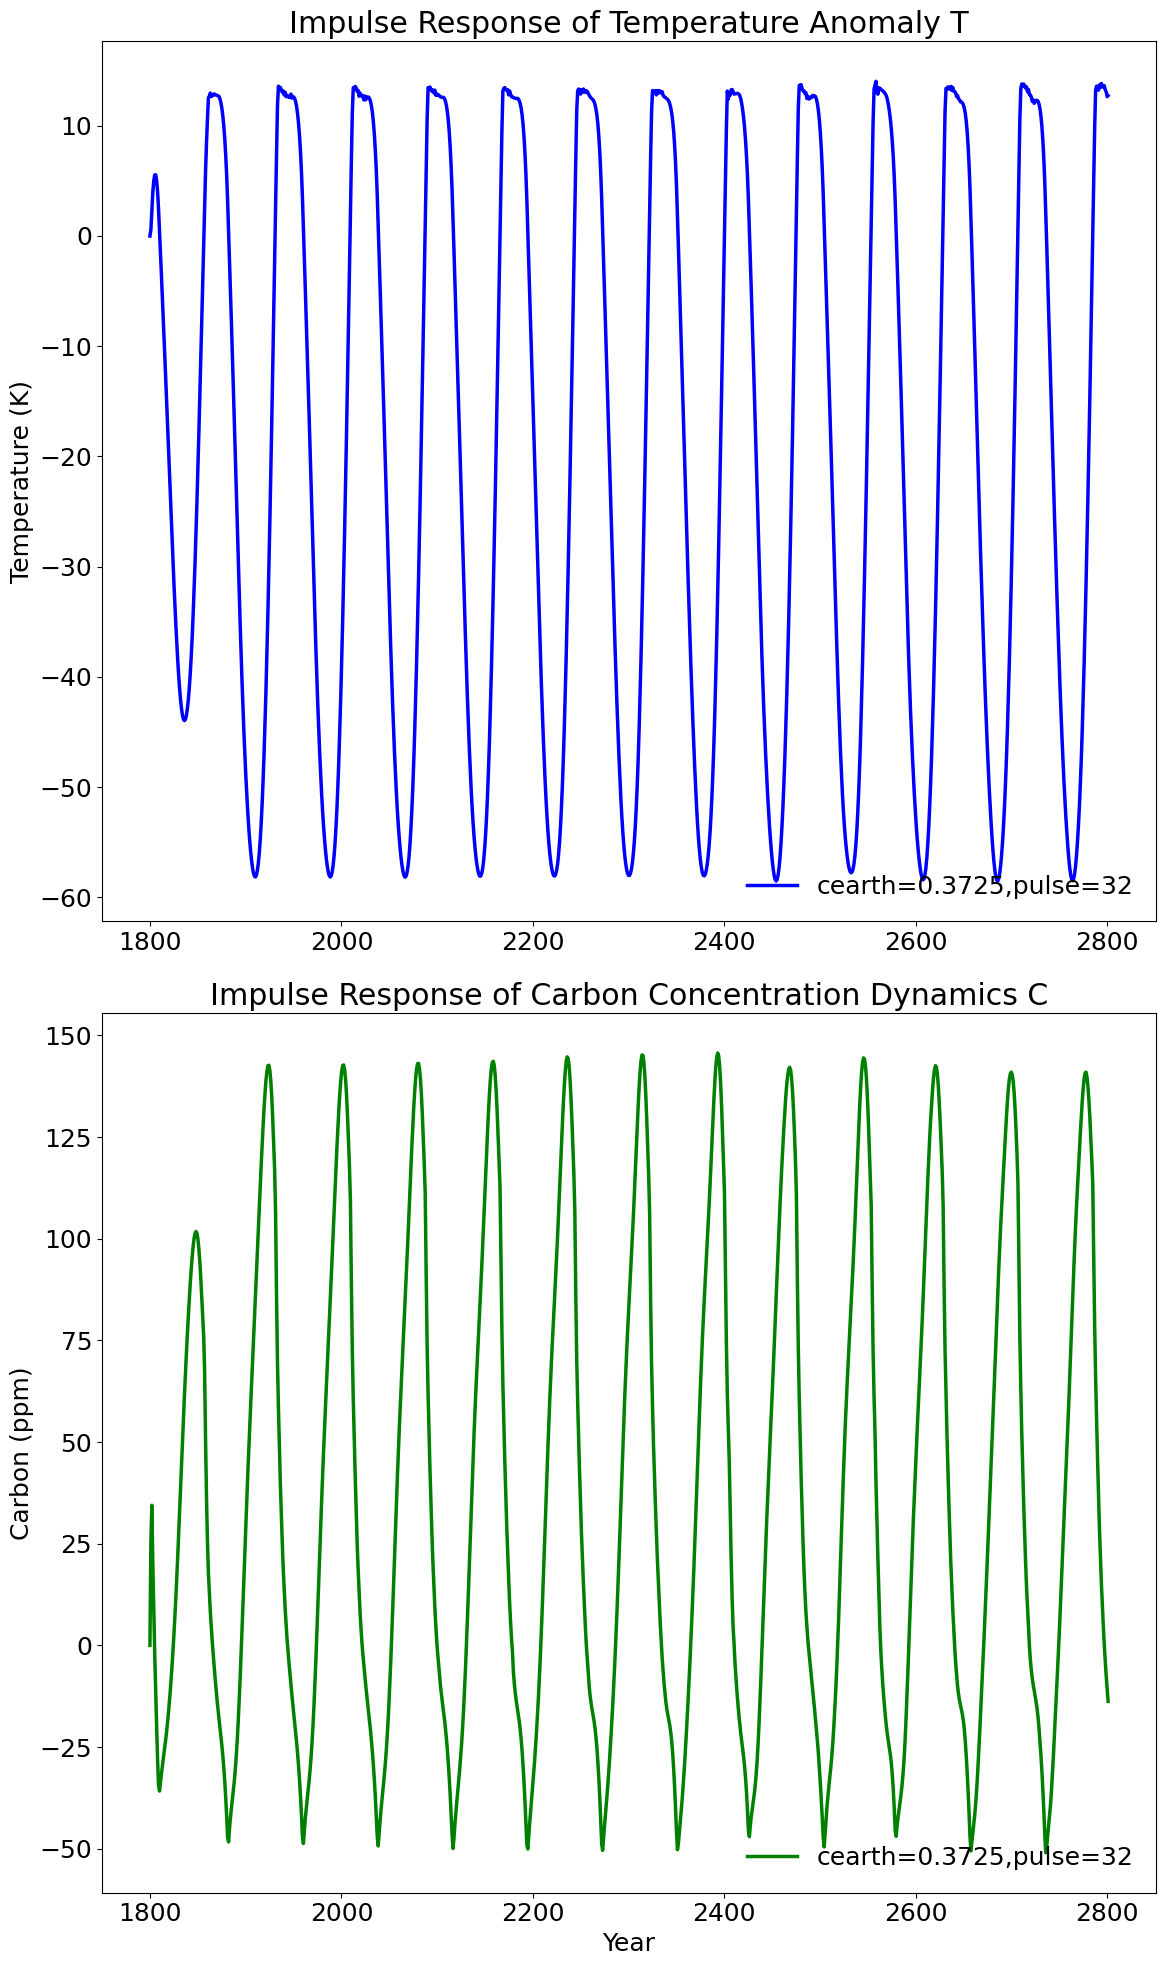 Impulse Response of Temperature Anomaly T
Temperature (K)
10
0
−10
−20
−30
−40
−50
−60
cearth=0.3725,pulse=32
1800 2000 2200 2400 2600 2800
Impulse Response of Carbon Concentration Dynamics C
Carbon (ppm)
150
125
100
75
50
25
0
−25
−50
cearth=0.3725,pulse=32
1800 2000 2200 2400 2600 2800
Year